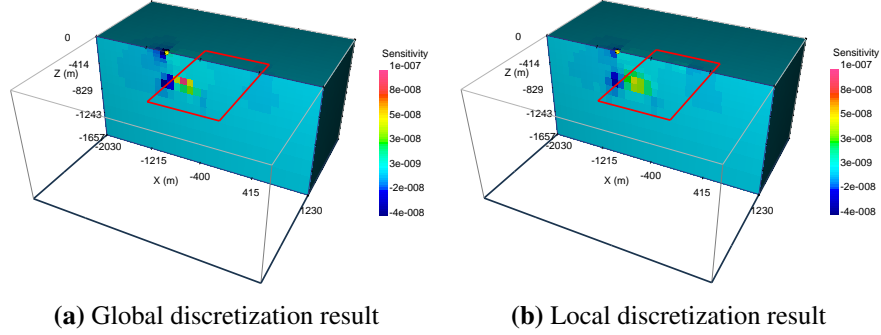 Sensitivity
1e-007
8e-008
5e-008
3e-008
3e-009
-2e-008
-4e-008
0
-414
Z (m)
-829
-1243
-1657
-2030
-1215
X (m)
-400
415
1230
(a) Global discretization result
Sensitivity
1e-007
8e-008
5e-008
3e-008
3e-009
-2e-008
-4e-008
0
-414
Z (m)
-829
-1243
-1657
-2030
-1215
X (m)
-400
415
1230
(b) Local discretization result